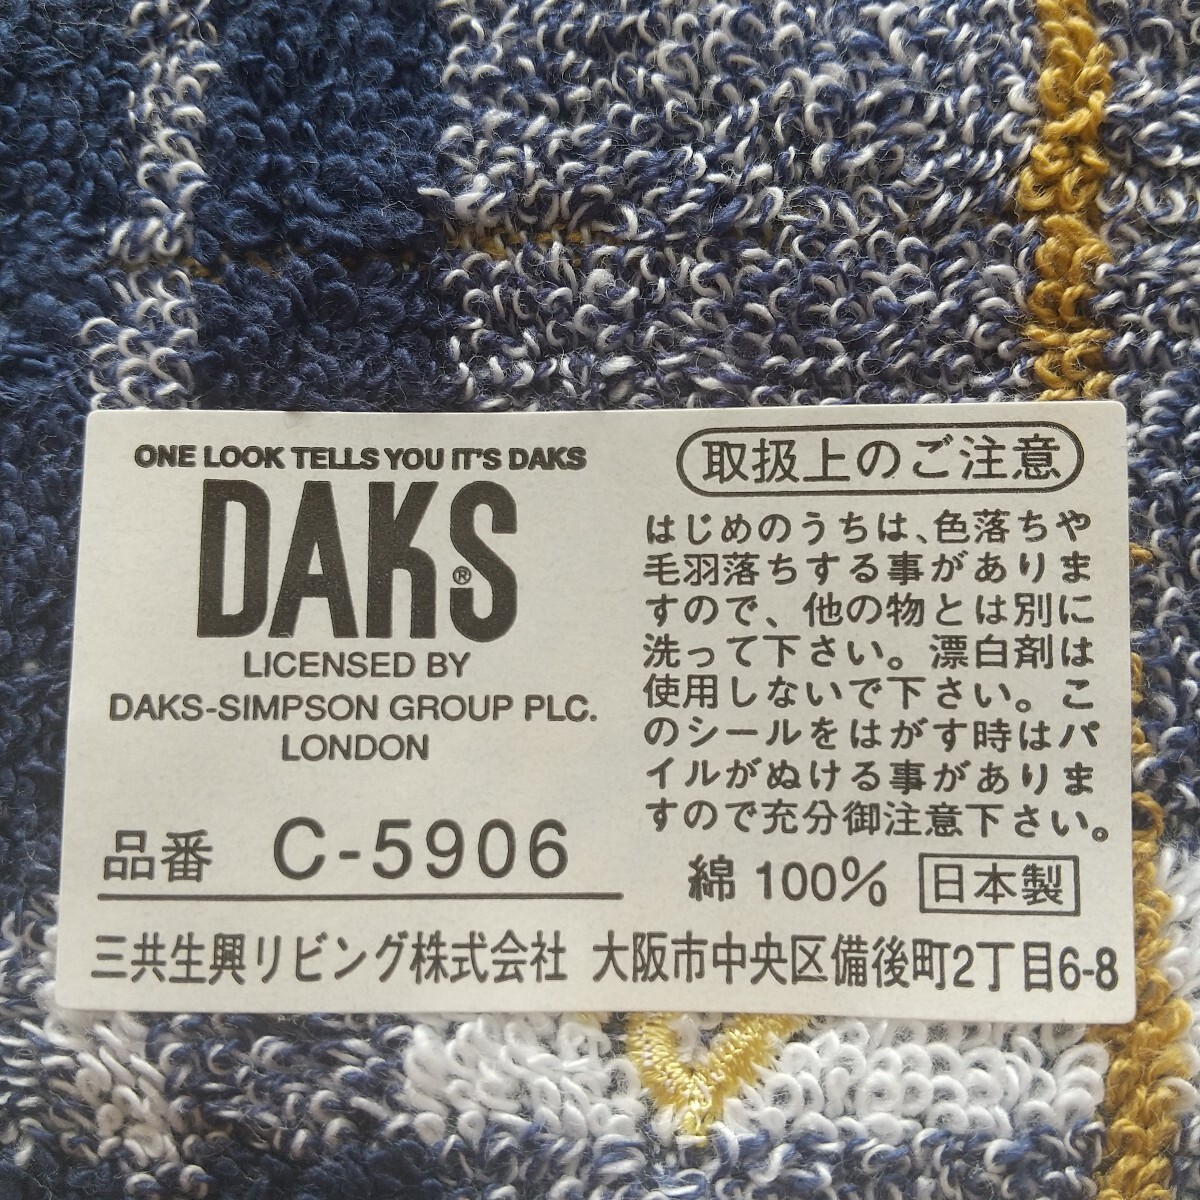 ONE LOOK TELLS YOU IT'S DAKS
DAKS®
LICENSED BY
DAKS-SIMPSON GROUP PLC.
LONDON
品番 C-5906
取扱上のご注意
はじめのうちは、色落ちや
毛羽落ちする事がありま
すので、他の物とは別に
洗って下さい。漂白剤は
使用しないで下さい。こ
のシールをはがす時はパ
イルがぬける事がありま
すので充分御注意下さい。
綿 100% 日本製
三共生興リビング株式会社 大阪市中央区備後町2丁目6-8